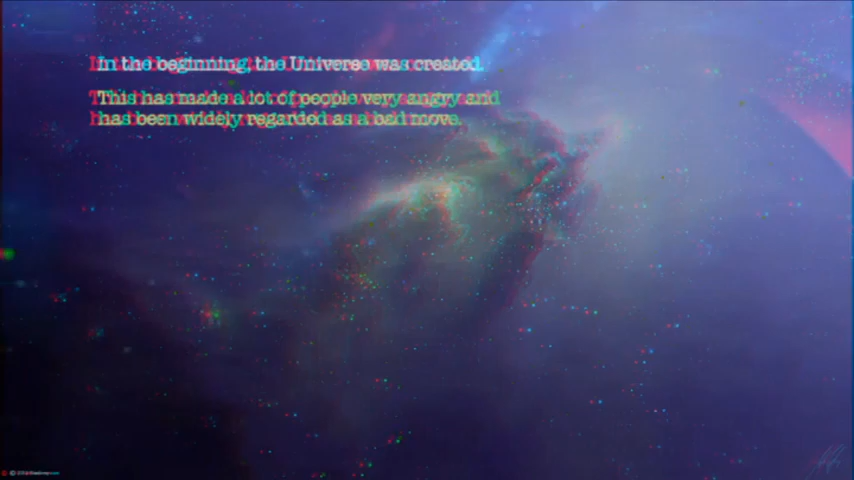 In the beginning the Universe was created.
This has made a lot of people very angry and
has been widely regarded as a bad move.